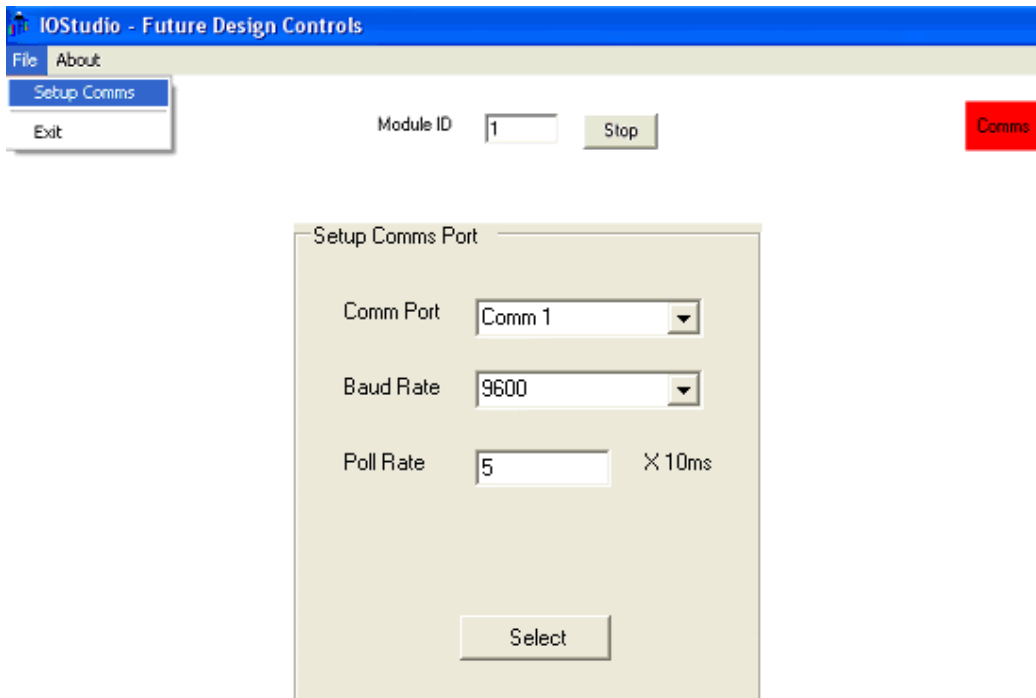 IOStudio - Future Design Controls
File About
Setup Comms
Exit
Module ID 1 Stop Comms
Setup Comms Port
Comm Port Comm 1
Baud Rate 9600
Poll Rate 5 X 10ms
Select